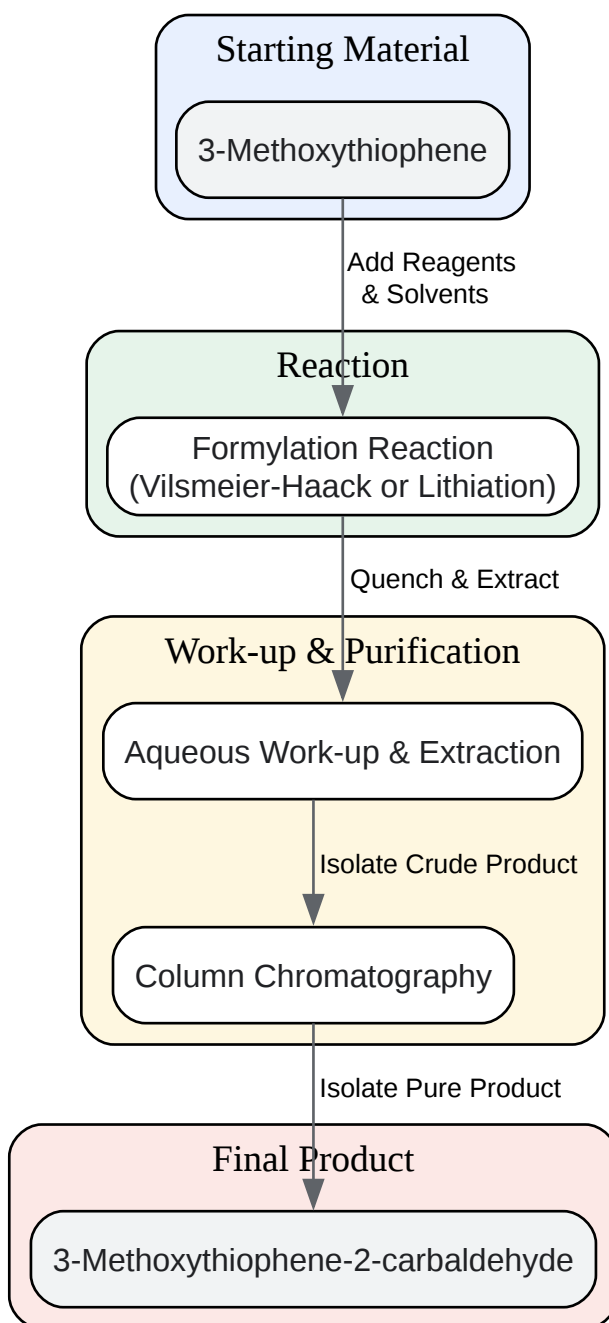 Starting Material
3-Methoxythiophene
Add Reagents
& Solvents
Reaction
Formylation Reaction
(Vilsmeier-Haack or Lithiation)
Quench & Extract
Work-up & Purification
Aqueous Work-up & Extraction
Isolate Crude Product
Column Chromatography
Isolate Pure Product
Final Product
3-Methoxythiophene-2-carbaldehyde